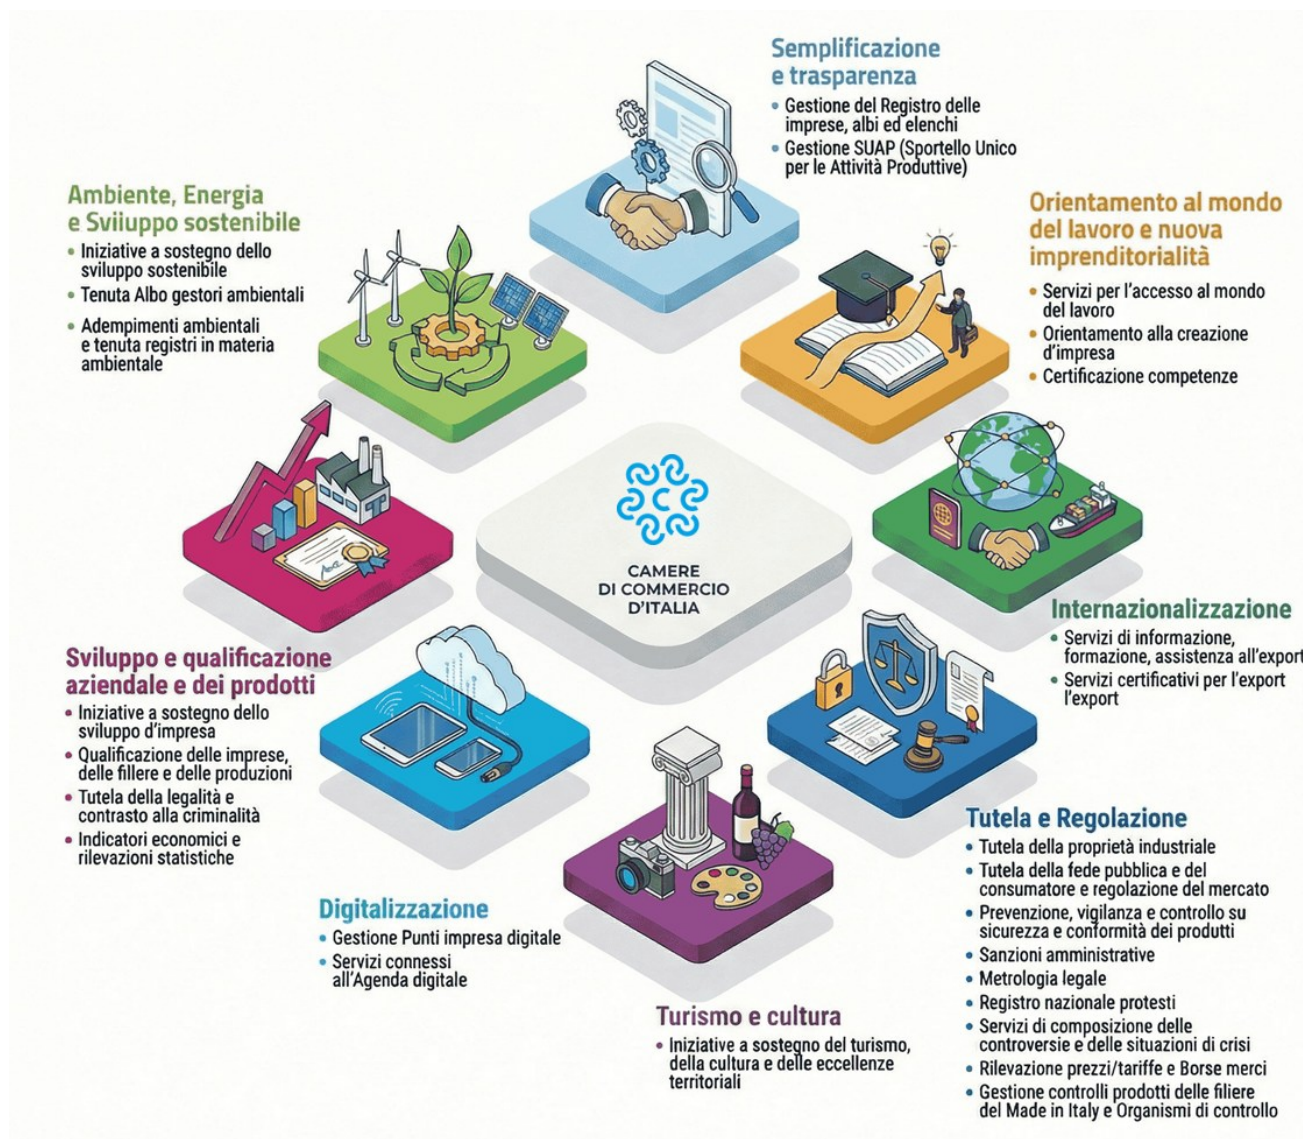 Semplificazione
e trasparenza
• Gestione del Registro delle
imprese, albi ed elenchi
• Gestione SUAP (Sportello Unico
per le Attività Produttive)
Ambiente, Energia
e Sviiluppo sostenibile
• Iniziative a sostegno dello
sviluppo sostenibile
• Tenuta Albo gestori ambientali
• Adempimenti ambientali
e tenuta registri in materia
ambientale
Orientamento al mondo
del lavoro e nuova
imprenditorialità
• Servizi per l'accesso al mondo
del lavoro
• Orientamento alla creazione
d'impresa
• Certificazione competenze
C
CAMERE
DI COMMERCIO
D'ITALIA
Internazionalizzazione
• Servizi di informazione,
formazione, assistenza all'export
• Servizi certificativi per l'export
l'export
Sviluppo e qualificazione
aziendale e dei prodotti
• Iniziative a sostegno dello
sviluppo d'impresa
• Qualificazione delle imprese,
delle fillere e delle produzioni
• Tutela della legalità e
contrasto alla criminalità
• Indicatori economici e
rilevazioni statistiche
Digitalizzazione
• Gestione Punti impresa digitale
• Servizi connessi
all'Agenda digitale
Turismo e cultura
• Iniziative a sostegno del turismo,
della cultura e delle eccellenze
territoriali
Tutela e Regolazione
• Tutela della proprietà industriale
• Tutela della fede pubblica e del
consumatore e regolazione del mercato
• Prevenzione, vigilanza e controllo su
sicurezza e conformità dei produtti
• Sanzioni amministrative
• Metrologia legale
• Registro nazionale protesti
• Servizi di composizione delle
controversie e delle situazioni di crisi
• Rilevazione prezzi/tariffe e Borse merci
• Gestione controlli prodotti delle filiere
del Made in Italy e Organismi di controllo